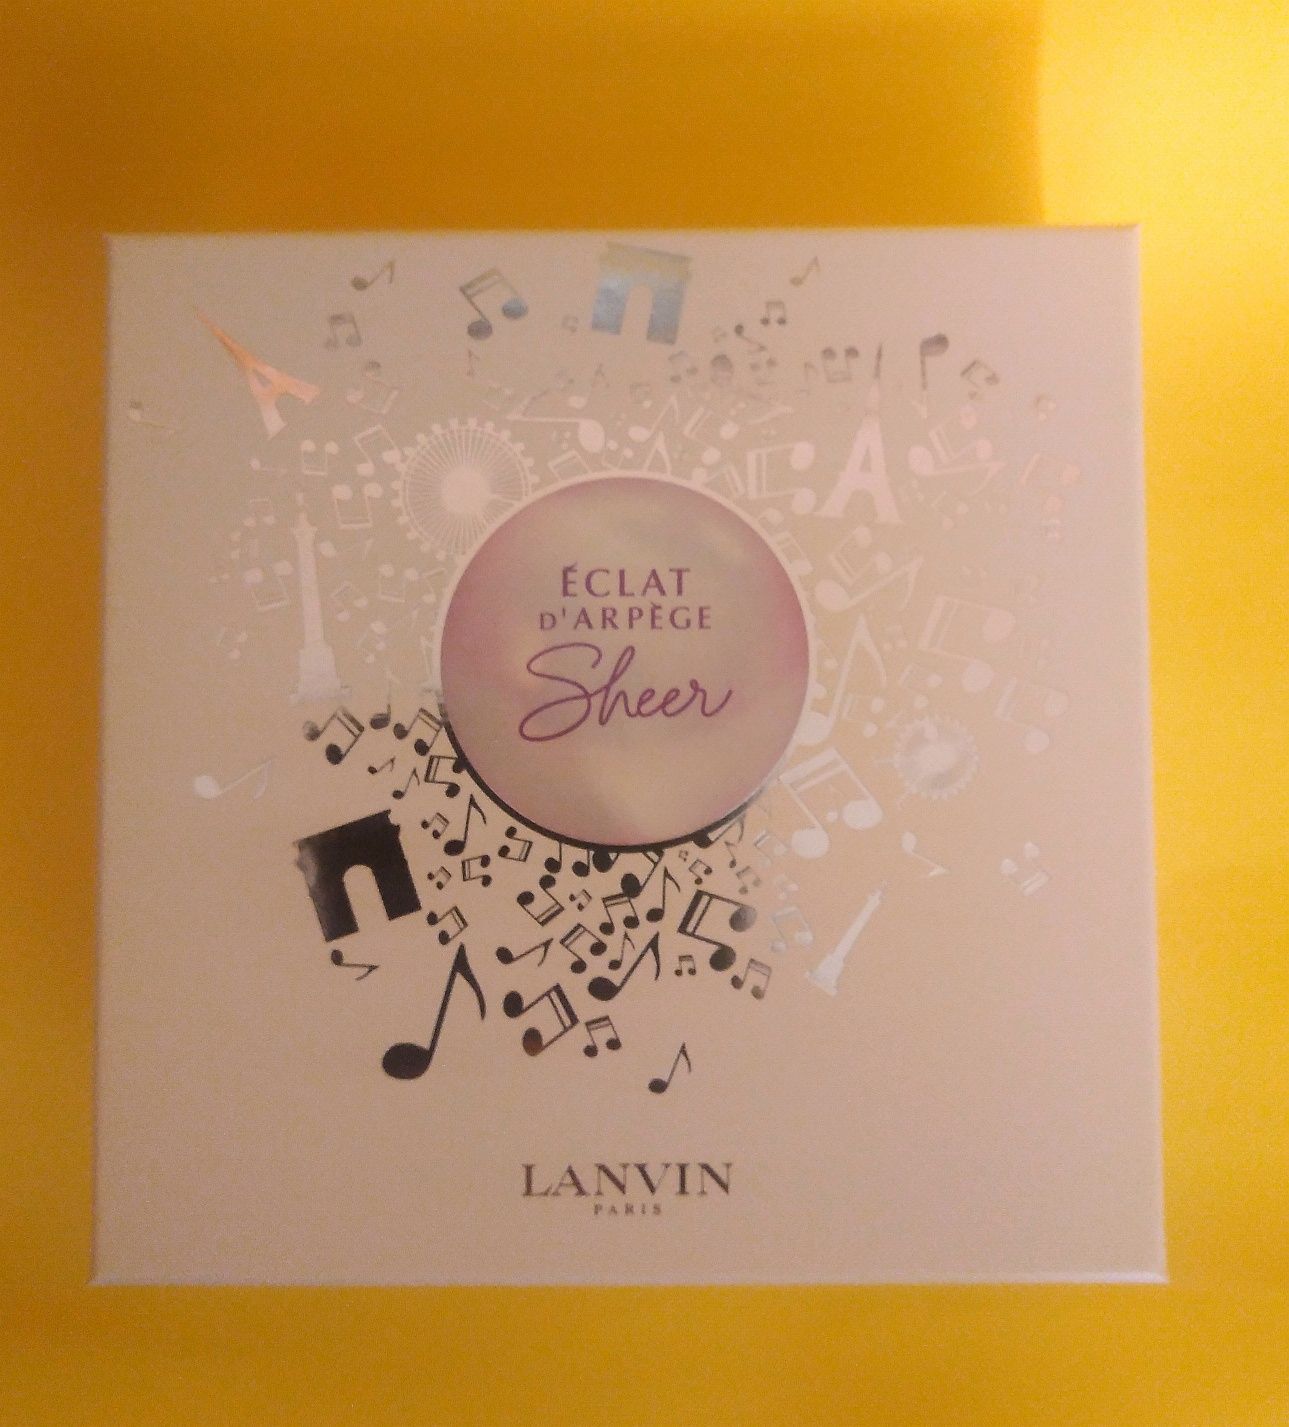 ÉCLAT
D'ARPÈGE
Sheer
LANVIN
PARIS